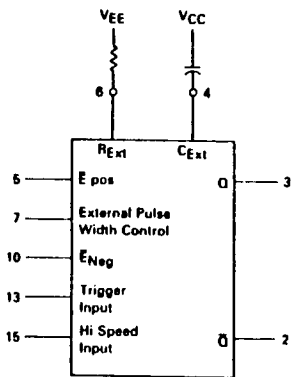 VEE VCC
6 4
RExt CExt
5 E pos Q 3
7 External Pulse
Width Control
10 ENeg
13 Trigger
Input
15 Hi Speed
Input Q̅ 2